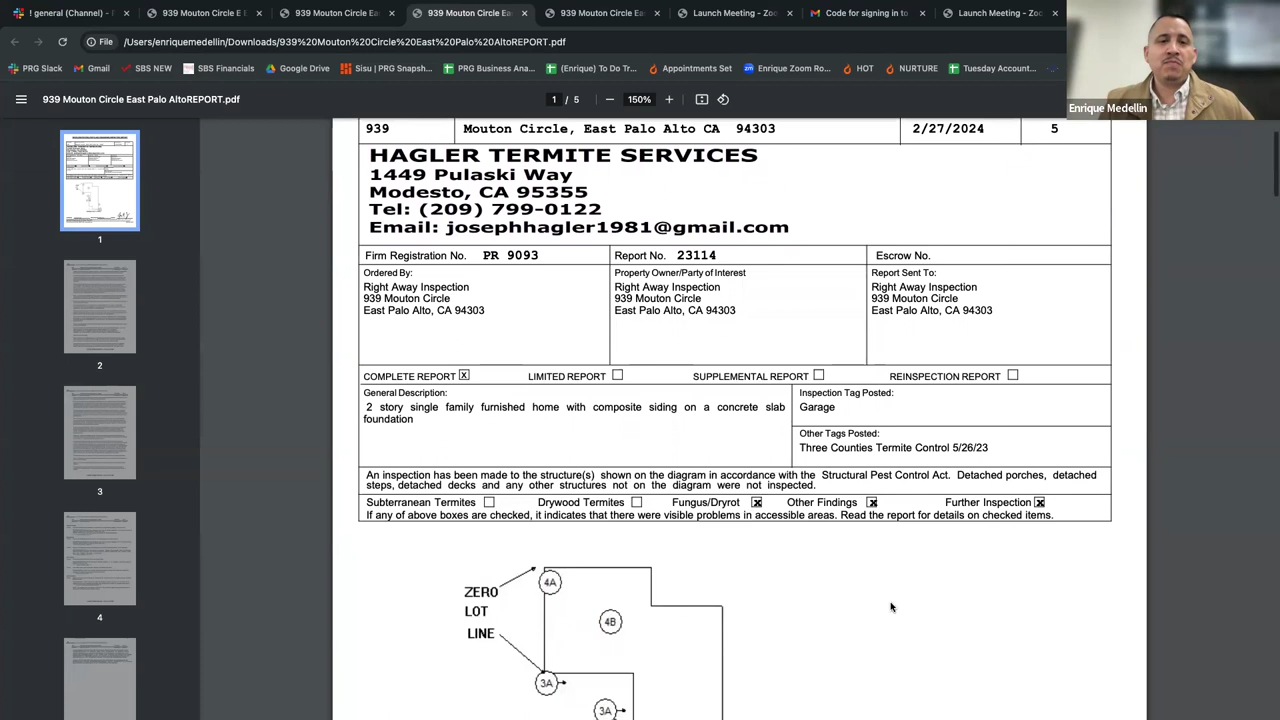 ! general (Channel) -
939 Mouton Circle E E
939 Mouton Circle Eas
939 Mouton Circle Eas
939 Mouton Circle Eas
Launch Meeting - Zoo
Code for signing in to
Launch Meeting - Zoo
File
/Users/enriquemedellin/Downloads/939%20Mouton%20Circle%20East%20Palo%20AltoREPORT.pdf
PRG Slack
Gmail
SBS NEW
SBS Financials
Google Drive
Sisu | PRG Snapsh...
PRG Business Ana...
(Enrique) To Do Tr...
Appointments Set
Enrique Zoom Ro...
HOT
NURTURE
Tuesday Account...
Enrique Medellin
939 Mouton Circle East Palo AltoREPORT.pdf
1 / 5
150%
1
2
3
4
939 Mouton Circle, East Palo Alto CA 94303 2/27/2024 5
HAGLER TERMITE SERVICES
1449 Pulaski Way
Modesto, CA 95355
Tel: (209) 799-0122
Email: josephhagler1981@gmail.com
Firm Registration No. PR 9093 Report No. 23114 Escrow No.
Ordered By: Property Owner/Party of Interest Report Sent To:
Right Away Inspection Right Away Inspection Right Away Inspection
939 Mouton Circle 939 Mouton Circle 939 Mouton Circle
East Palo Alto, CA 94303 East Palo Alto, CA 94303 East Palo Alto, CA 94303
COMPLETE REPORT X LIMITED REPORT SUPPLEMENTAL REPORT REINSPECTION REPORT
General Description: Inspection Tag Posted:
2 story single family furnished home with composite siding on a concrete slab Garage
foundation
Other Tags Posted:
Three Counties Termite Control 5/26/23
An inspection has been made to the structure(s) shown on the diagram in accordance with the Structural Pest Control Act. Detached porches, detached
steps, detached decks and any other structures not on the diagram were not inspected.
Subterranean Termites Drywood Termites Fungus/Dryrot X Other Findings X Further Inspection X
If any of above boxes are checked, it indicates that there were visible problems in accessible areas. Read the report for details on checked items.
4A
ZERO
LOT
4B
LINE
3A
3A